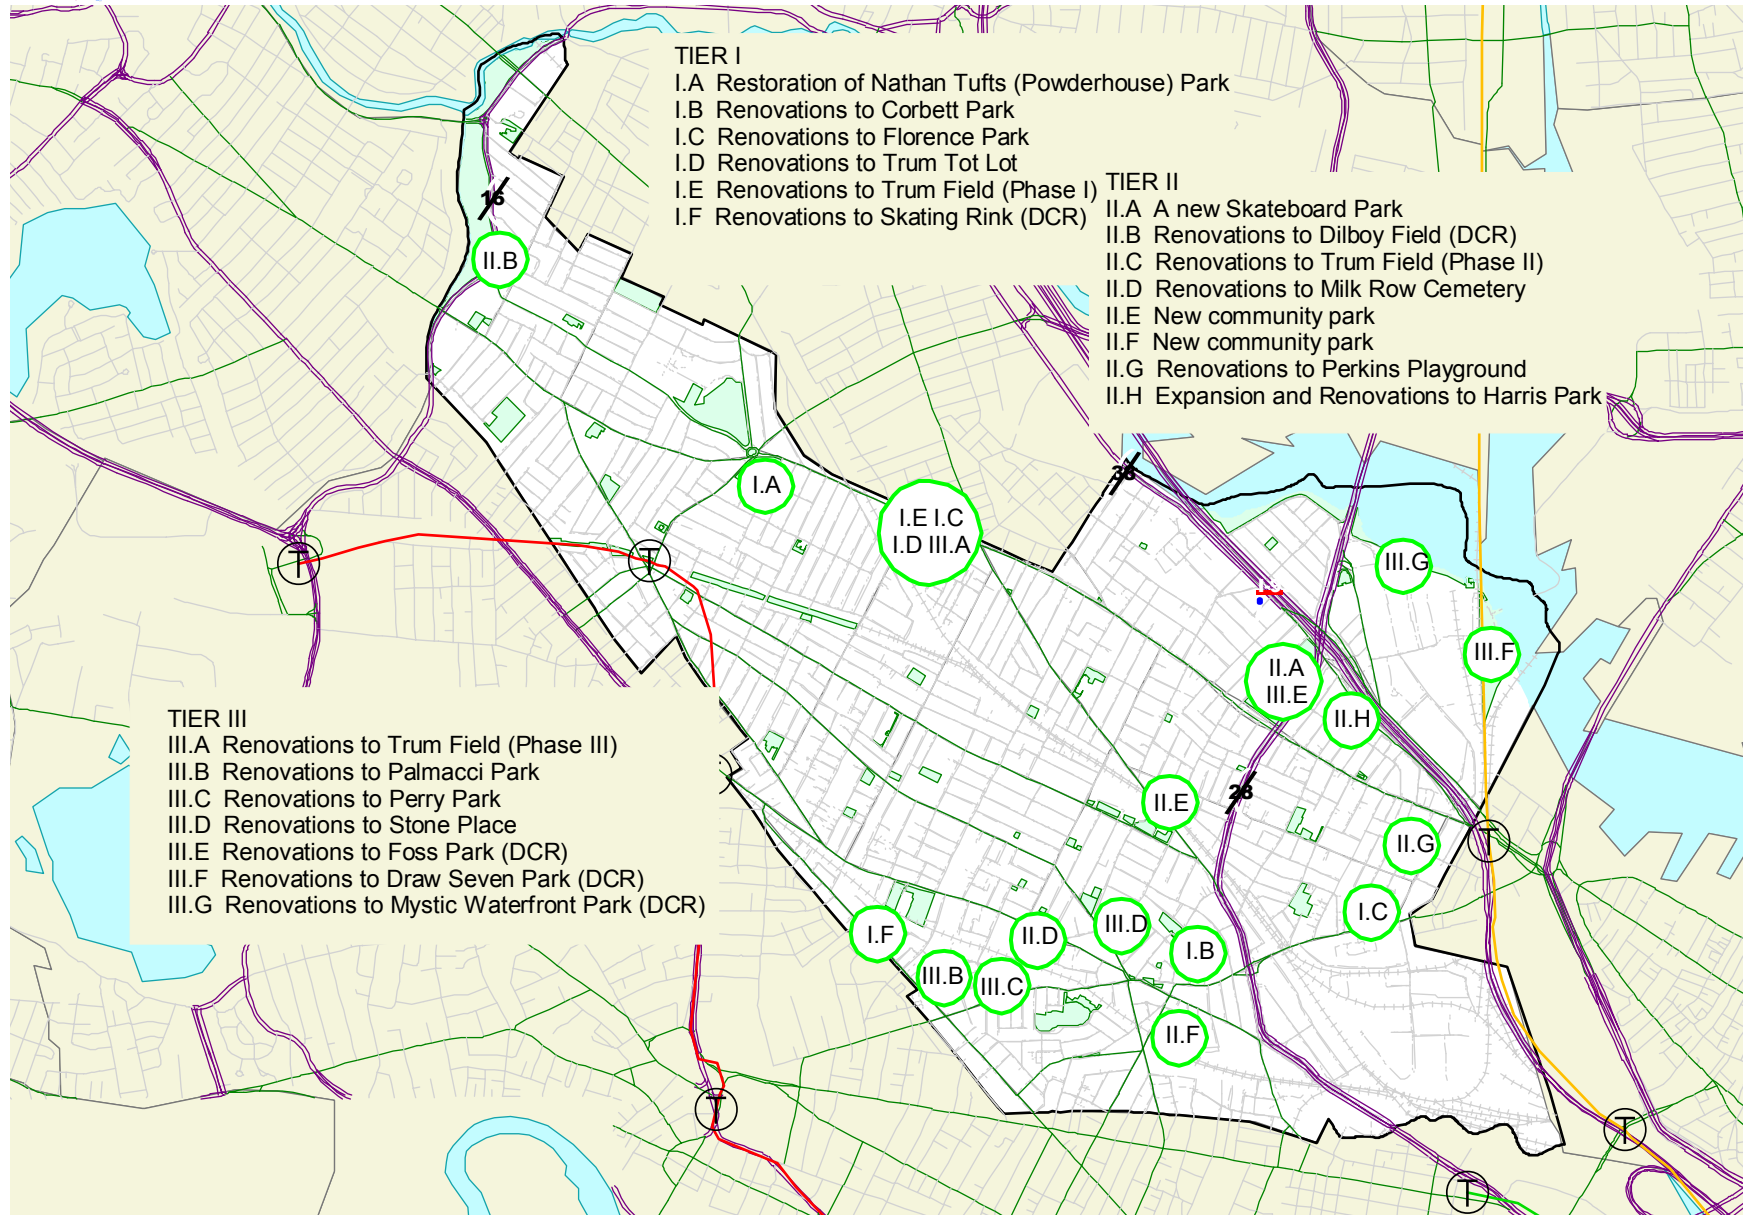 TIER I
I.A Restoration of Nathan Tufts (Powderhouse) Park
I.B Renovations to Corbett Park
I.C Renovations to Florence Park
I.D Renovations to Trum Tot Lot
I.E Renovations to Trum Field (Phase I)
I.F Renovations to Skating Rink (DCR)
TIER II
II.A A new Skateboard Park
II.B Renovations to Dilboy Field (DCR)
II.C Renovations to Trum Field (Phase II)
II.D Renovations to Milk Row Cemetery
II.E New community park
II.F New community park
II.G Renovations to Perkins Playground
II.H Expansion and Renovations to Harris Park
16
II.B
38
I.A
I.E I.C
I.D III.A
T
T
III.G
III.F
II.A
III.E
II.H
TIER III
III.A Renovations to Trum Field (Phase III)
III.B Renovations to Palmacci Park
III.C Renovations to Perry Park
III.D Renovations to Stone Place
III.E Renovations to Foss Park (DCR)
III.F Renovations to Draw Seven Park (DCR)
III.G Renovations to Mystic Waterfront Park (DCR)
II.E
28
II.G
T
I.C
I.F
II.D
III.D
I.B
III.B
III.C
II.F
T
T
T